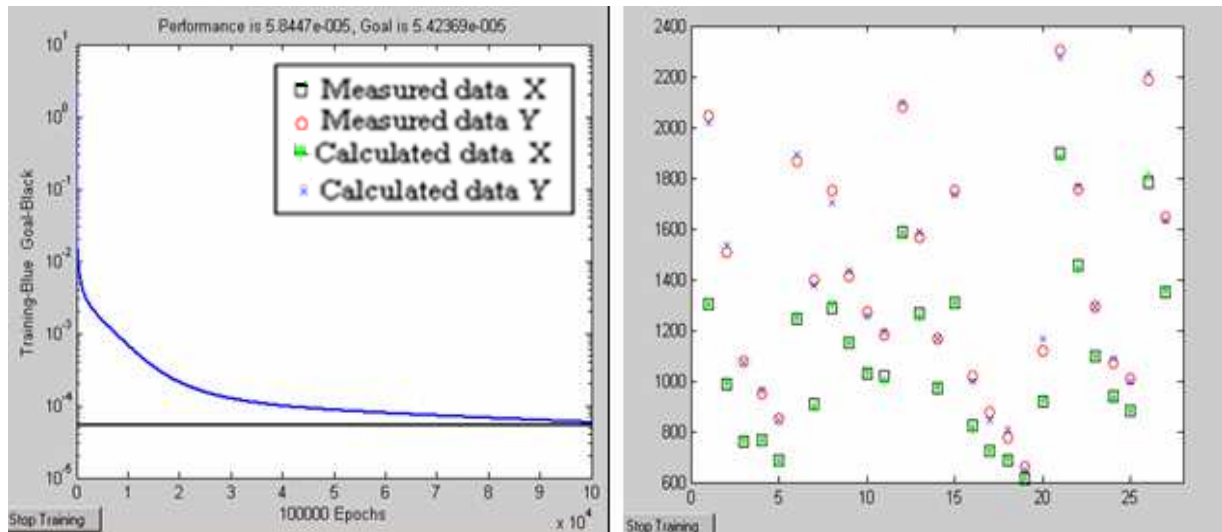 Performance is 5.8447e-005, Goal is 5.42369e-005
10^1
10^0
10^-1
10^-2
10^-3
10^-4
10^-5
Training-Blue Goal-Black
Measured data X
Measured data Y
Calculated data X
Calculated data Y
0 1 2 3 4 5 6 7 8 9 10
x 10^4
100000 Epochs
Stop Training
2400
2200
2000
1800
1600
1400
1200
1000
800
600
0 5 10 15 20 25
Stop Training